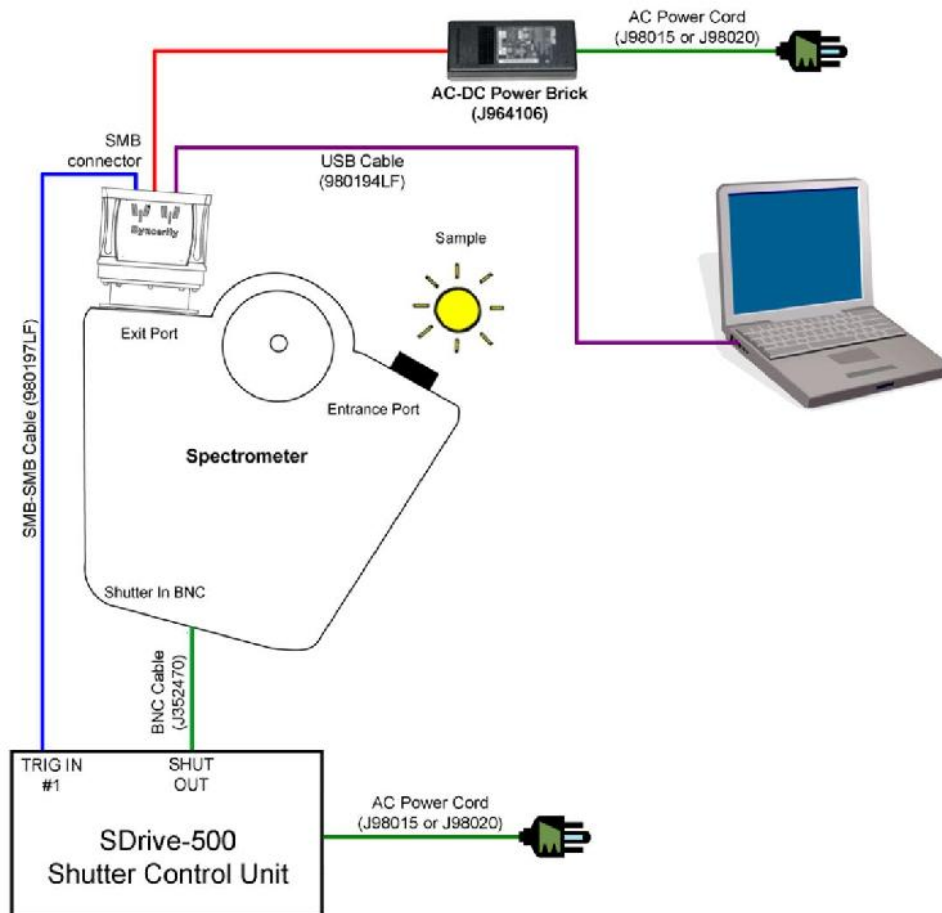 AC Power Cord
(J98015 or J98020)
AC-DC Power Brick
(J964106)
SMB
connector
USB Cable
(980194LF)
Syncerity
Sample
Exit Port
Entrance Port
Spectrometer
SMB-SMB Cable (980197LF)
Shutter In BNC
BNC Cable
(J352470)
TRIG IN
#1
SHUT
OUT
AC Power Cord
(J98015 or J98020)
SDrive-500
Shutter Control Unit